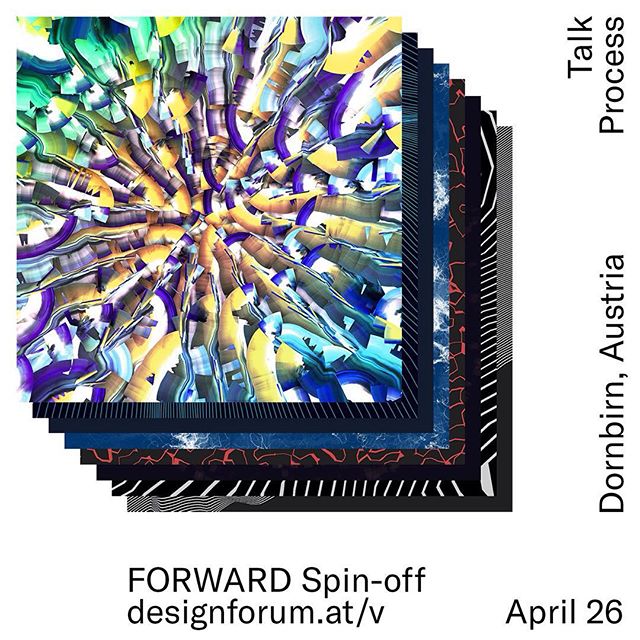 Talk
Process
Dornbirn, Austria
FORWARD Spin-off
designforum.at/v
April 26